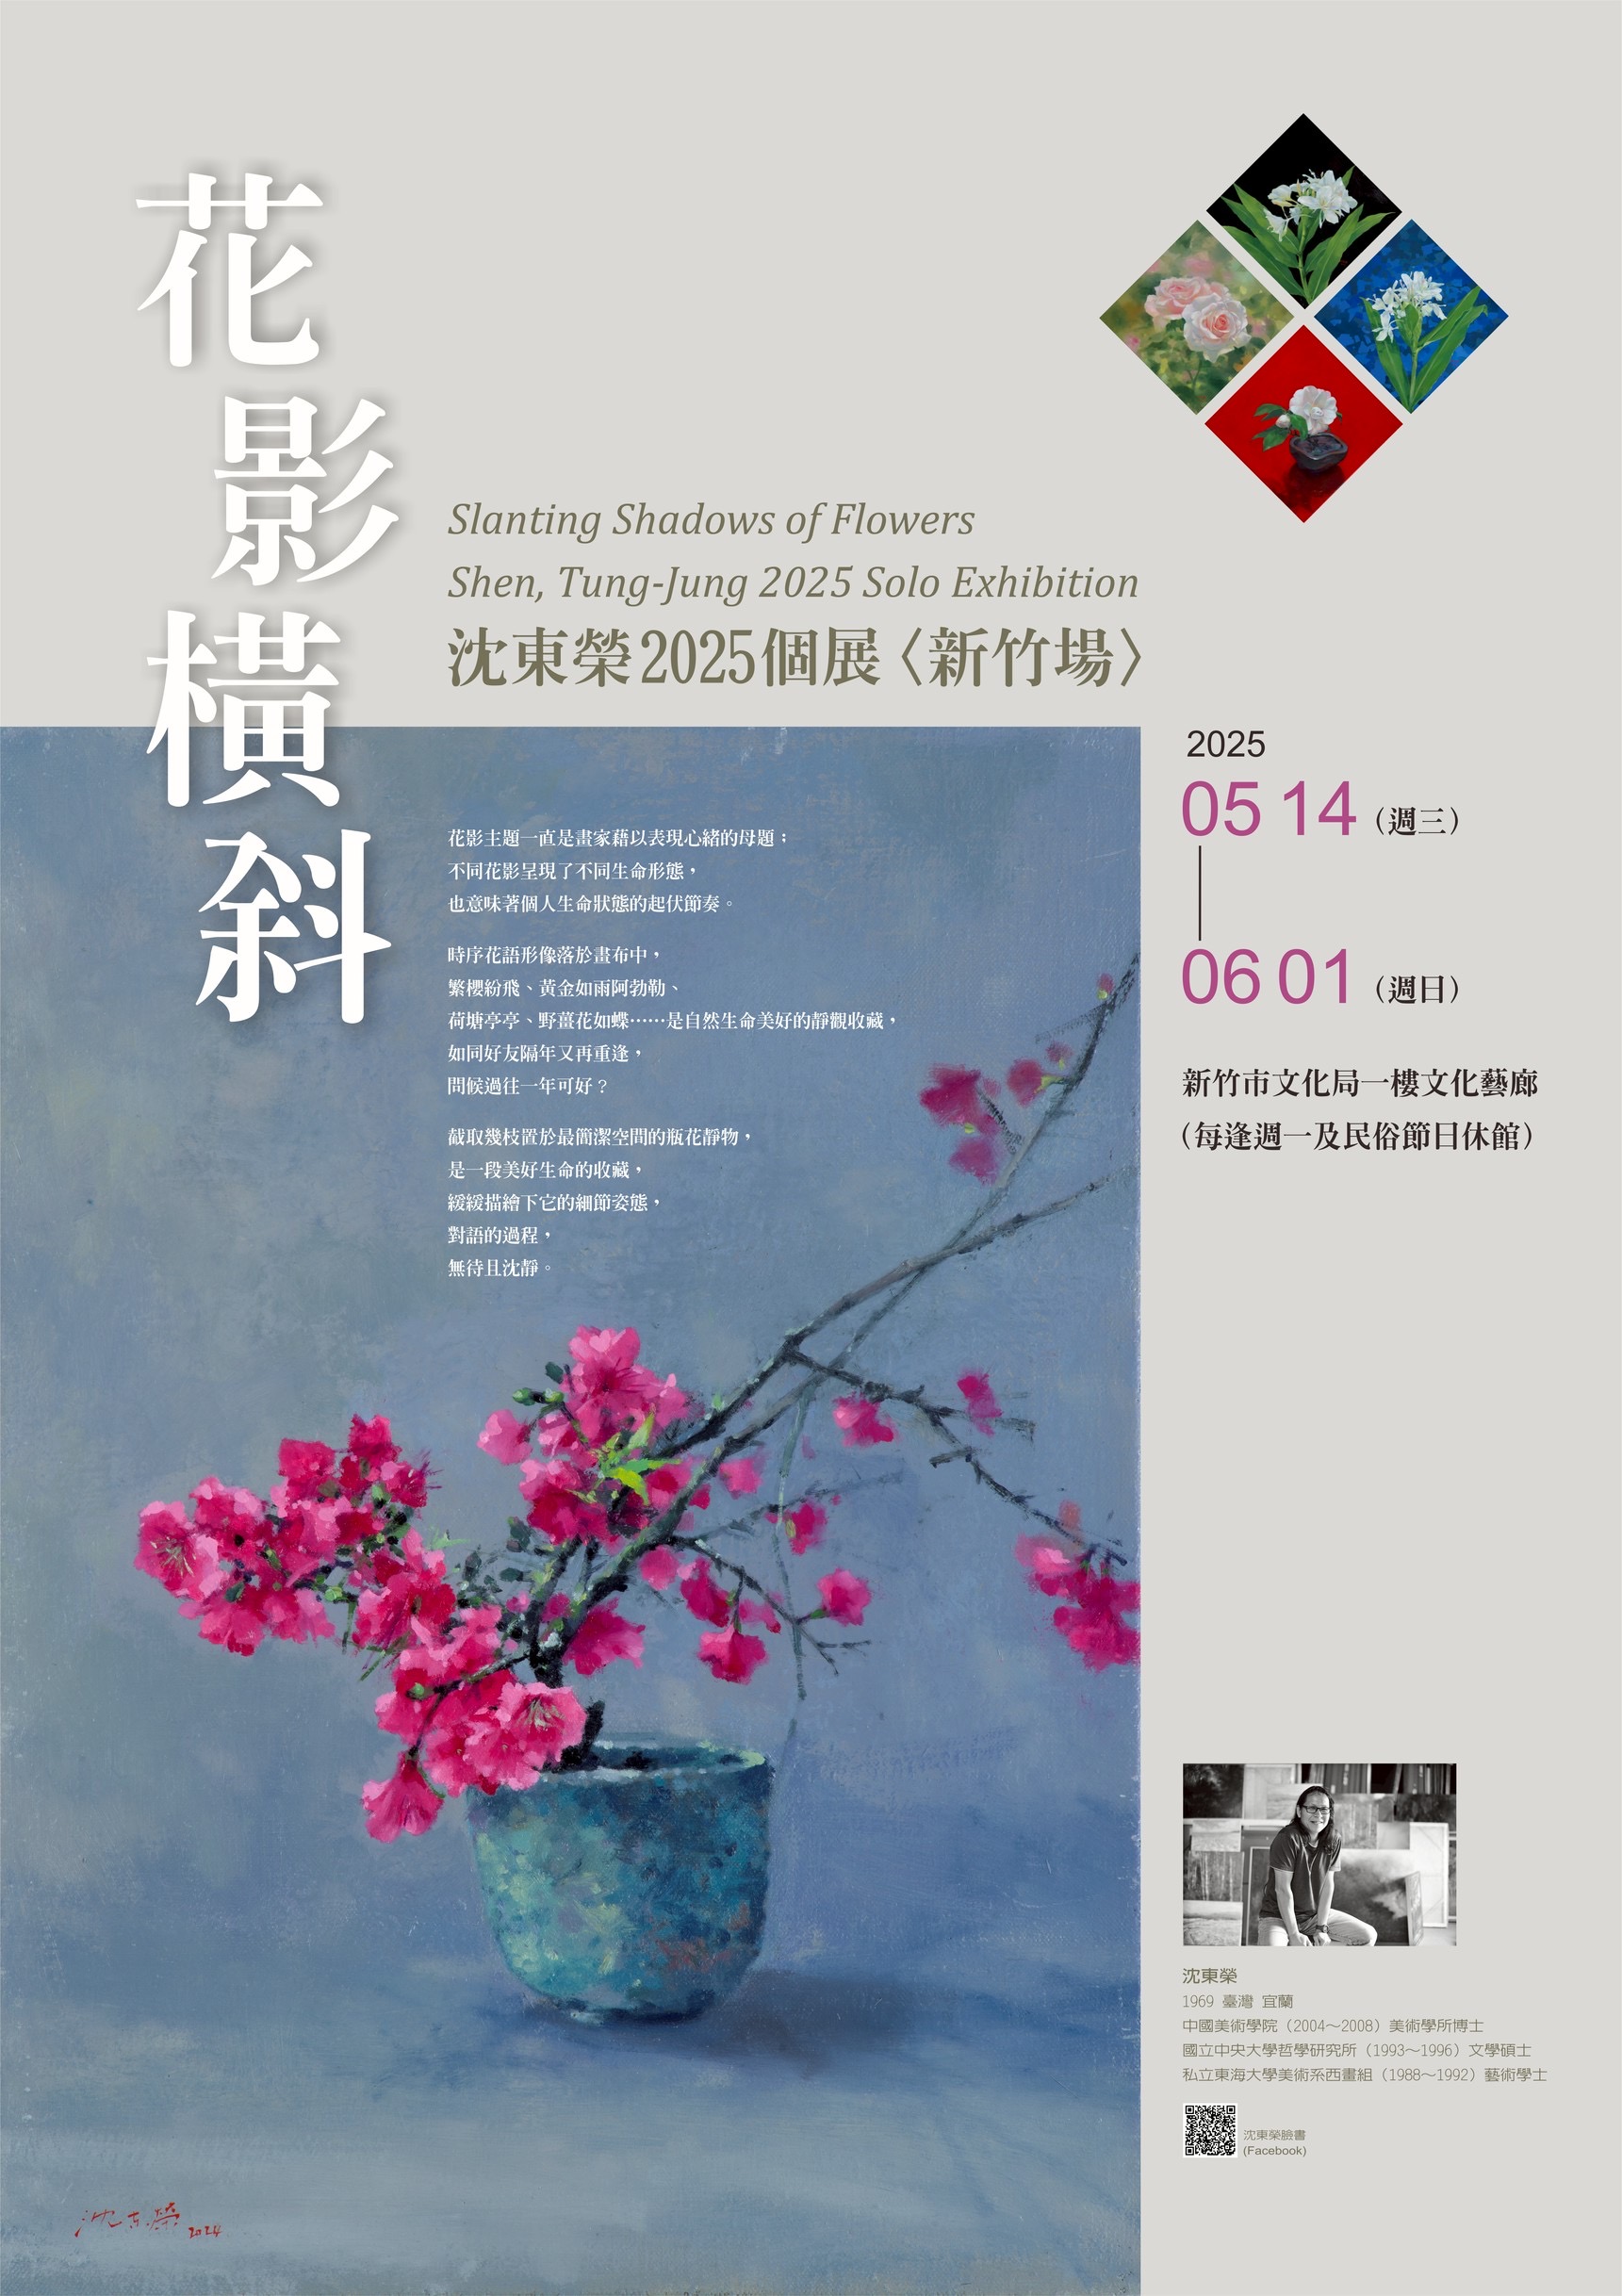 花影橫斜
Slanting Shadows of Flowers
Shen, Tung-Jung 2025 Solo Exhibition
沈東榮2025個展〈新竹場〉
花影主題一直是畫家藉以表現心緒的母題；
不同花影呈現了不同生命形態，
也意味著個人生命狀態的起伏節奏。
時序花語形像落於畫布中，
繁櫻紛飛、黃金如雨阿勃勒、
荷塘亭亭、野薑花如蝶⋯⋯是自然生命美好的靜觀收藏，
如同好友隔年又再重逢，
問候過往一年可好？
截取幾枝置於最簡潔空間的瓶花靜物，
是一段美好生命的收藏，
緩緩描繪下它的細節姿態，
對語的過程，
無待且沈靜。
2025
05 14（週三）
06 01（週日）
新竹市文化局一樓文化藝廊
（每逢週一及民俗節日休館）
沈東榮
1969 臺灣 宜蘭
中國美術學院（2004～2008）美術學所博士
國立中央大學哲學研究所（1993～1996）文學碩士
私立東海大學美術系西畫組（1988～1992）藝術學士
沈東榮臉書
(Facebook)
沈東榮 2024